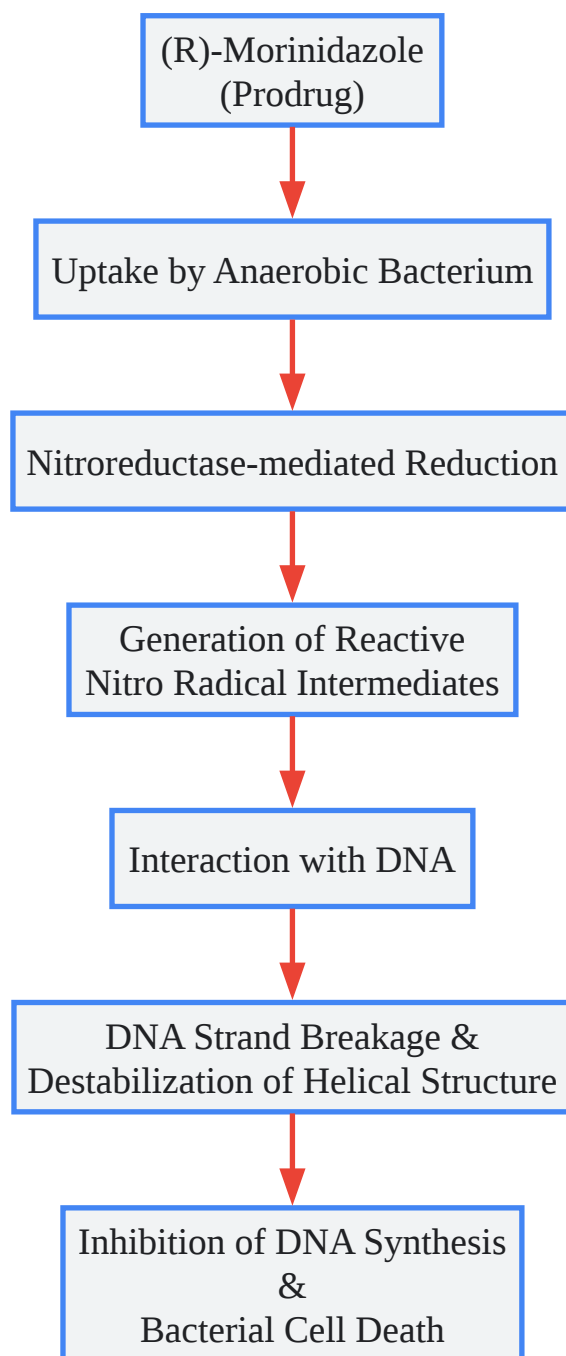 (R)-Morinidazole
(Prodrug)
Uptake by Anaerobic Bacterium
Nitroreductase-mediated Reduction
Generation of Reactive
Nitro Radical Intermediates
Interaction with DNA
DNA Strand Breakage &
Destabilization of Helical Structure
Inhibition of DNA Synthesis
&
Bacterial Cell Death